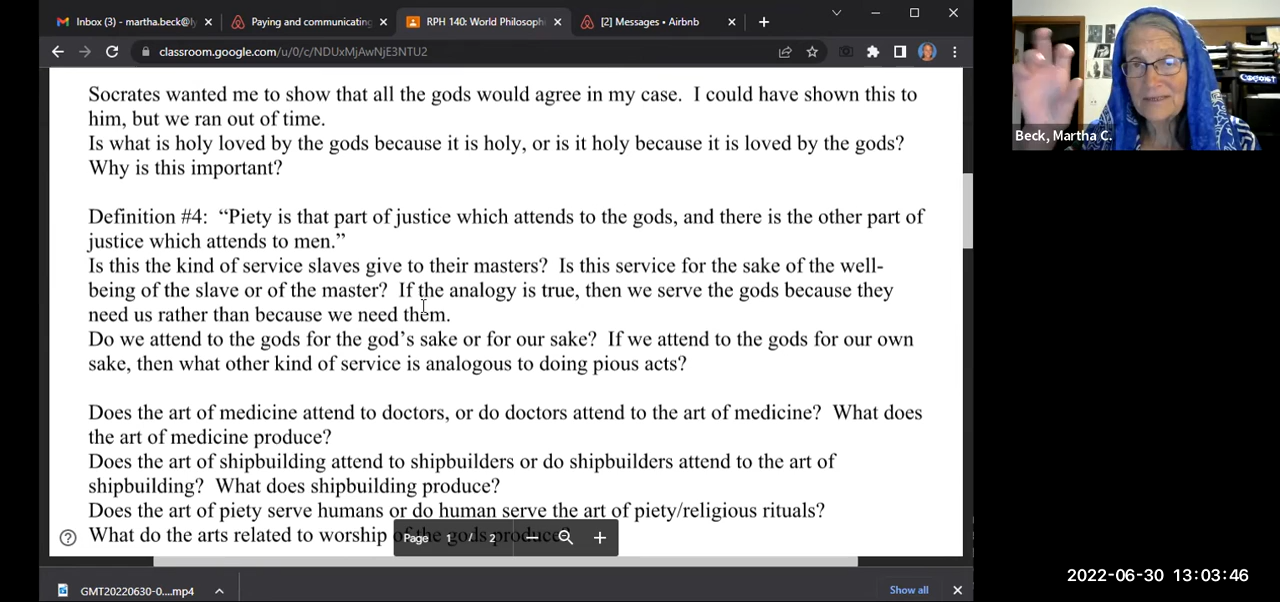 Inbox (3) - martha.beck@ly
Paying and communicating
RPH 140: World Philosoph
[2] Messages - Airbnb
classroom.google.com/u/0/c/NDUxMjAwNjE3NTU2
Socrates wanted me to show that all the gods would agree in my case. I could have shown this to
him, but we ran out of time.
Is what is holy loved by the gods because it is holy, or is it holy because it is loved by the gods?
Why is this important?
Definition #4: “Piety is that part of justice which attends to the gods, and there is the other part of
justice which attends to men.”
Is this the kind of service slaves give to their masters? Is this service for the sake of the well-
being of the slave or of the master? If the analogy is true, then we serve the gods because they
need us rather than because we need them.
Do we attend to the gods for the god’s sake or for our sake? If we attend to the gods for our own
sake, then what other kind of service is analogous to doing pious acts?
Does the art of medicine attend to doctors, or do doctors attend to the art of medicine? What does
the art of medicine produce?
Does the art of shipbuilding attend to shipbuilders or do shipbuilders attend to the art of
shipbuilding? What does shipbuilding produce?
Does the art of piety serve humans or do human serve the art of piety/religious rituals?
What do the arts related to worship of the gods produce?
Page 1 / 2
GMT20220630-0....mp4
Show all
Beck, Martha C.
2022-06-30 13:03:46